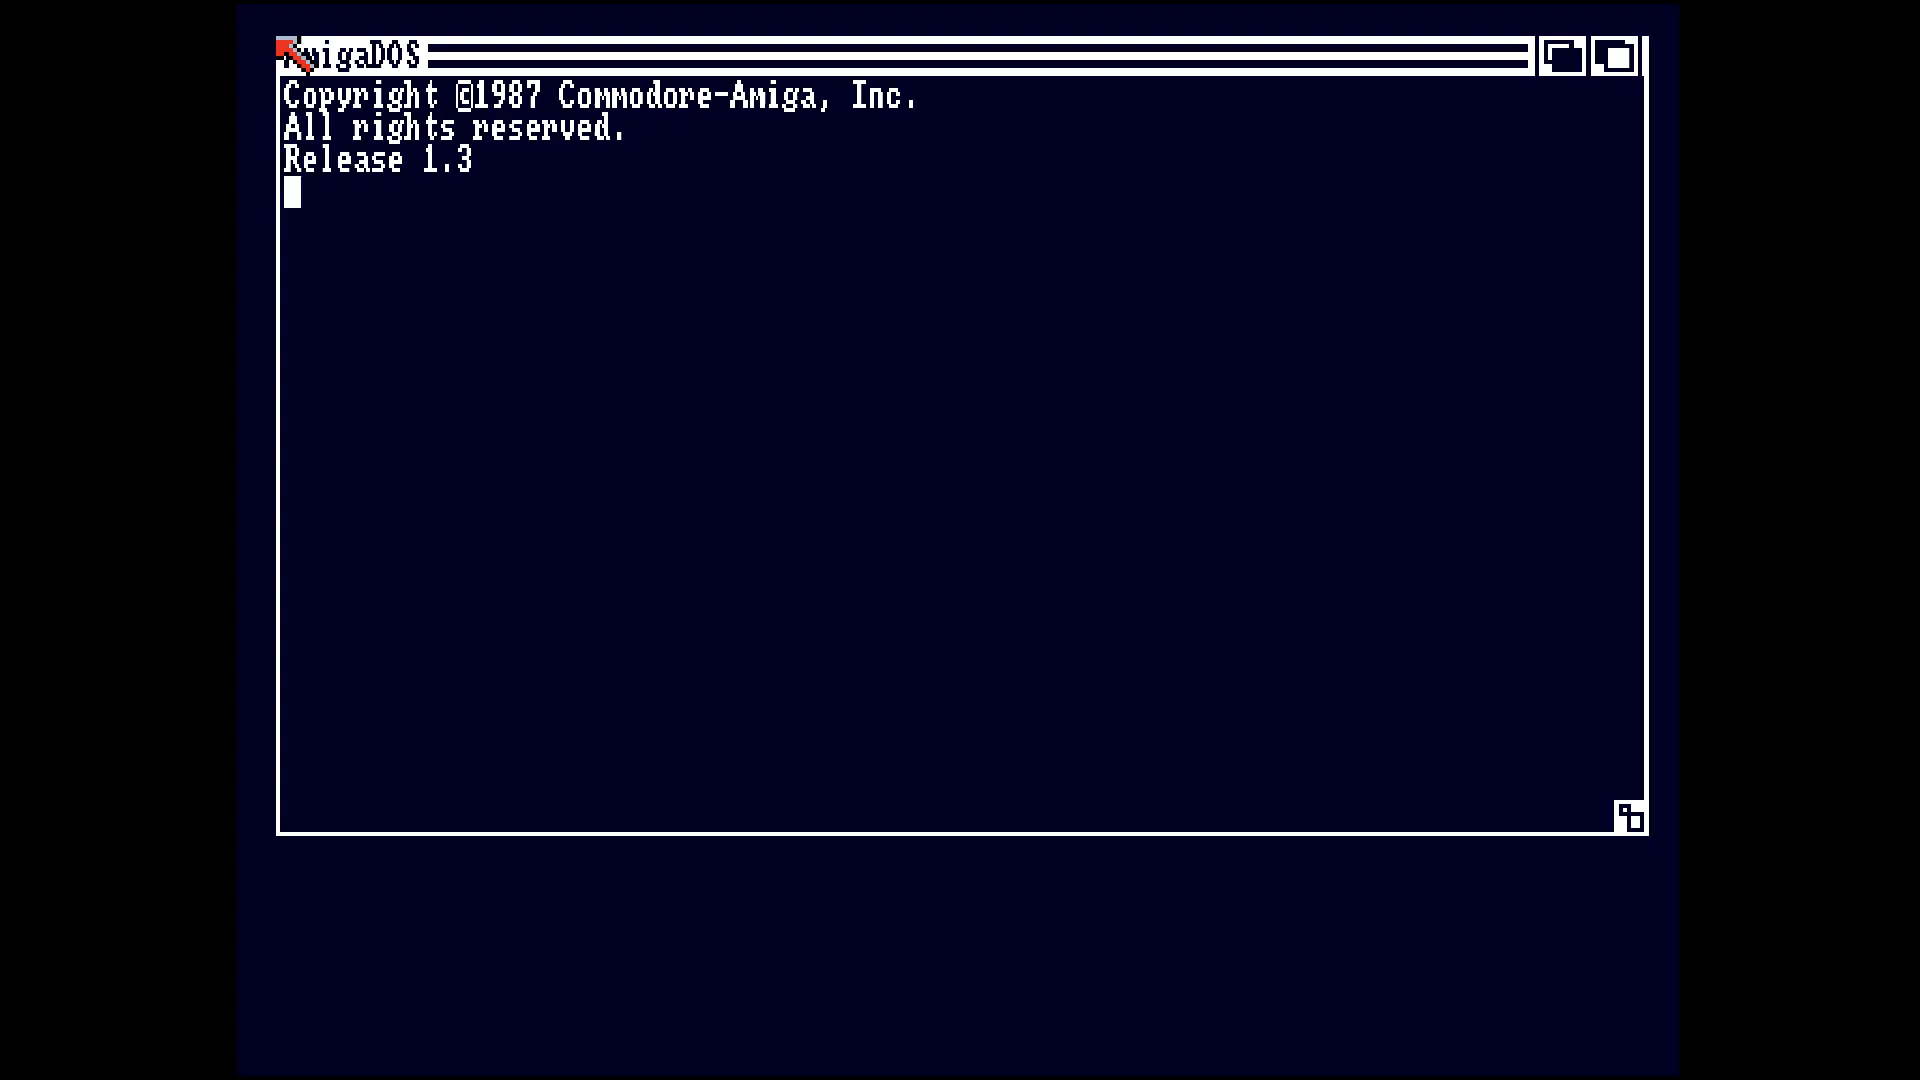 AmigaDOS
Copyright ©1987 Commodore-Amiga, Inc.
All rights reserved.
Release 1.3